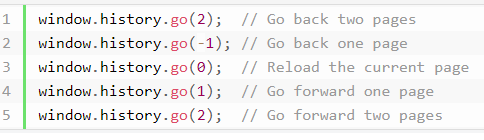 1 window.history.go(2);  // Go back two pages
2 window.history.go(-1); // Go back one page
3 window.history.go(0);  // Reload the current page
4 window.history.go(1);  // Go forward one page
5 window.history.go(2);  // Go forward two pages